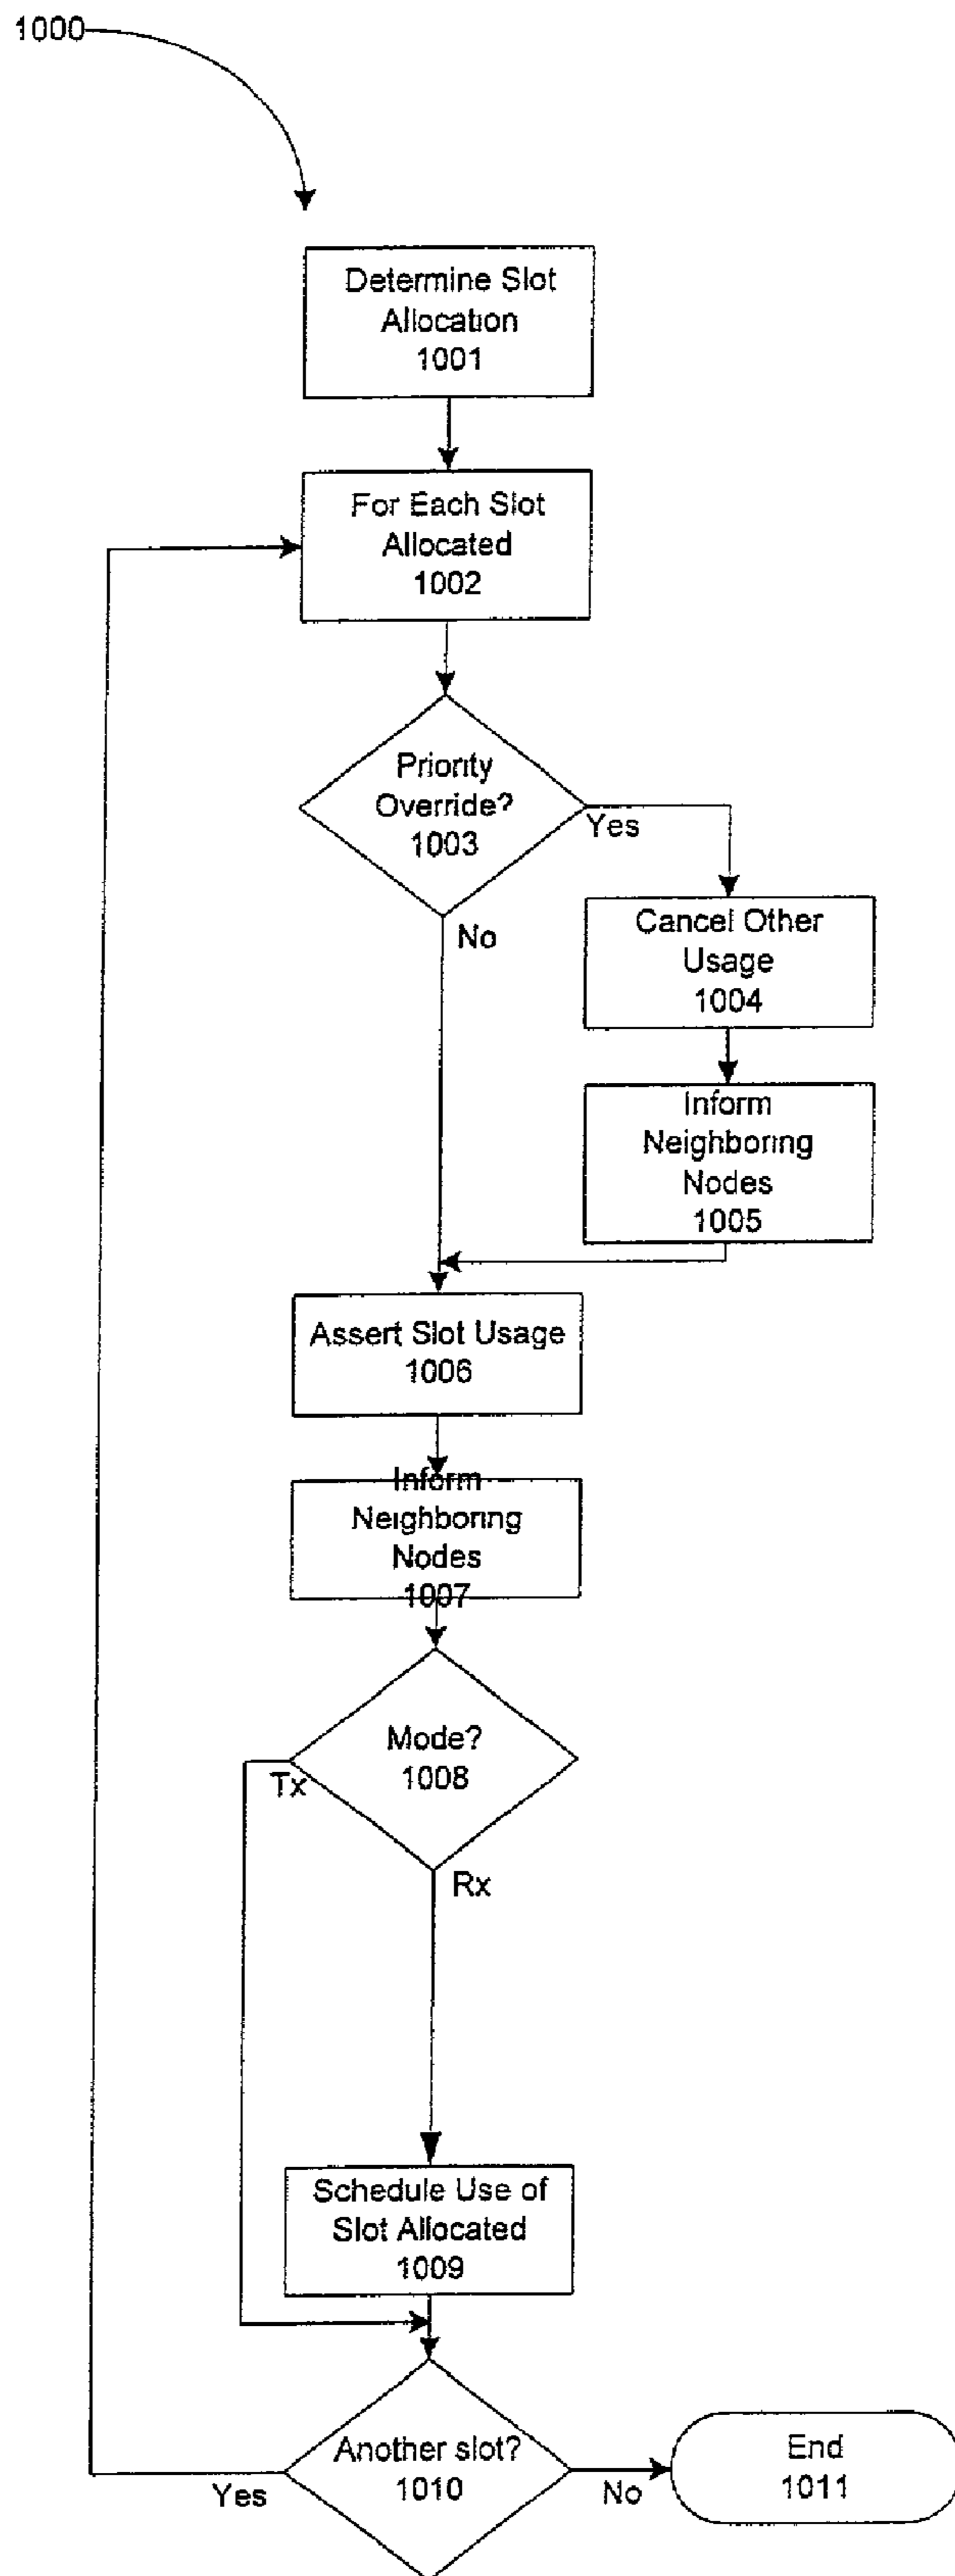 1000
Determine Slot
Allocation
1001
For Each Slot
Allocated
1002
Priority
Override?
1003
Yes
No
Cancel Other
Usage
1004
Inform
Neighboring
Nodes
1005
Assert Slot Usage
1006
Inform
Neighboring
Nodes
1007
Mode?
1008
Tx
Rx
Schedule Use of
Slot Allocated
1009
Another slot?
1010
Yes
No
End
1011